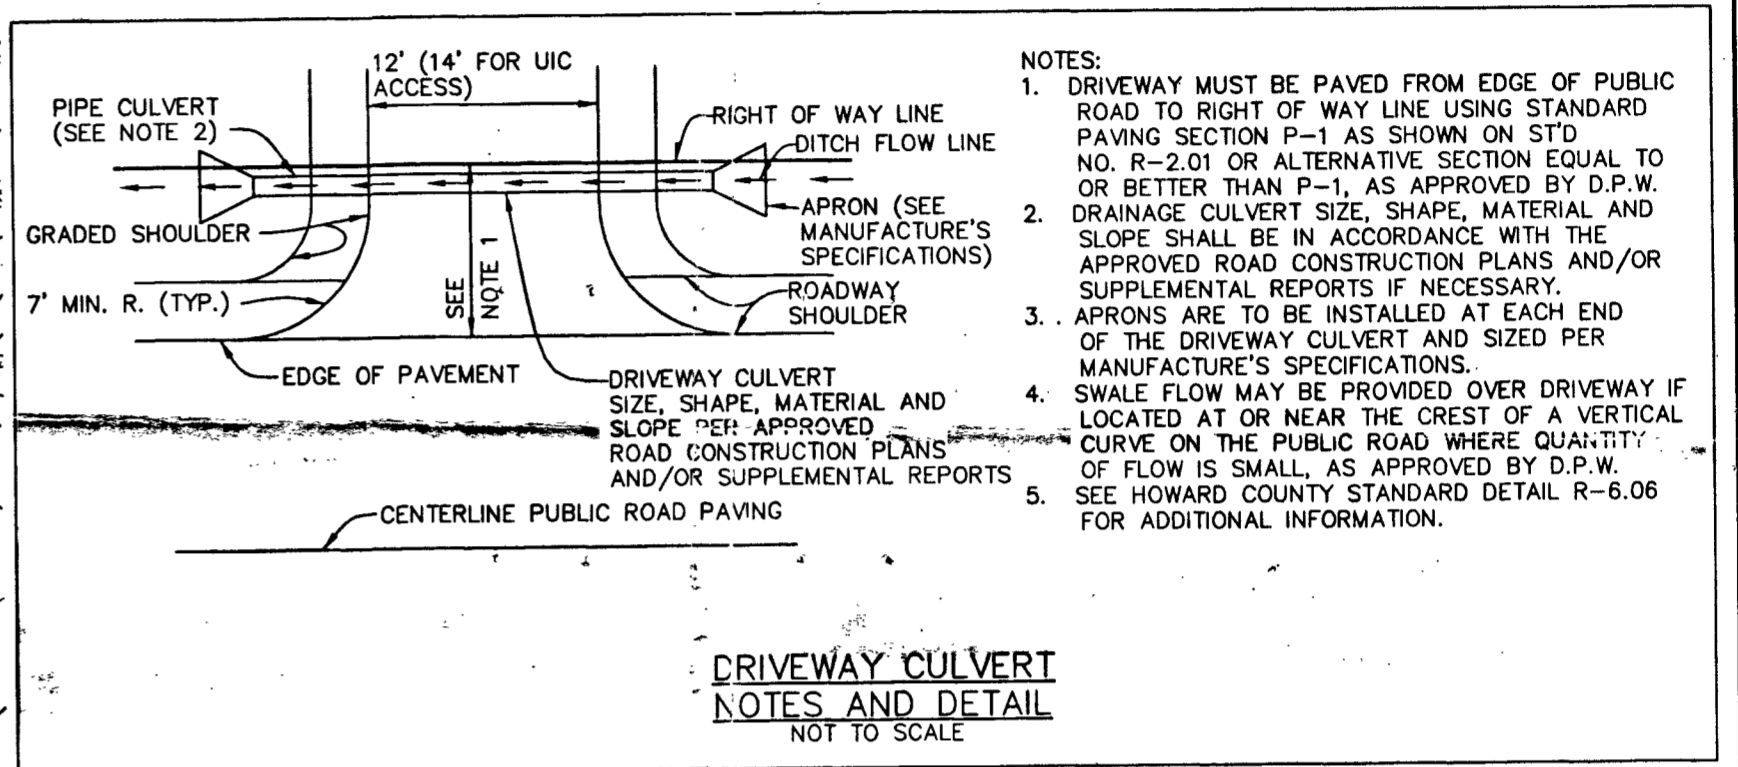 12' (14' FOR UIC
ACCESS)
PIPE CULVERT
(SEE NOTE 2)
RIGHT OF WAY LINE
DITCH FLOW LINE
APRON (SEE
MANUFACTURE'S
SPECIFICATIONS)
GRADED SHOULDER
7' MIN. R. (TYP.)
SEE
NOTE 1
ROADWAY
SHOULDER
EDGE OF PAVEMENT
DRIVEWAY CULVERT
SIZE, SHAPE, MATERIAL AND
SLOPE PER APPROVED
ROAD CONSTRUCTION PLANS
AND/OR SUPPLEMENTAL REPORTS
CENTERLINE PUBLIC ROAD PAVING
NOTES:
1. DRIVEWAY MUST BE PAVED FROM EDGE OF PUBLIC
ROAD TO RIGHT OF WAY LINE USING STANDARD
PAVING SECTION P-1 AS SHOWN ON ST'D
NO. R-2.01 OR ALTERNATIVE SECTION EQUAL TO
OR BETTER THAN P-1, AS APPROVED BY D.P.W.
2. DRAINAGE CULVERT SIZE, SHAPE, MATERIAL AND
SLOPE SHALL BE IN ACCORDANCE WITH THE
APPROVED ROAD CONSTRUCTION PLANS AND/OR
SUPPLEMENTAL REPORTS IF NECESSARY.
3. APRONS ARE TO BE INSTALLED AT EACH END
OF THE DRIVEWAY CULVERT AND SIZED PER
MANUFACTURE'S SPECIFICATIONS.
4. SWALE FLOW MAY BE PROVIDED OVER DRIVEWAY IF
LOCATED AT OR NEAR THE CREST OF A VERTICAL
CURVE ON THE PUBLIC ROAD WHERE QUANTITY
OF FLOW IS SMALL, AS APPROVED BY D.P.W.
5. SEE HOWARD COUNTY STANDARD DETAIL R-6.06
FOR ADDITIONAL INFORMATION.
DRIVEWAY CULVERT
NOTES AND DETAIL
NOT TO SCALE